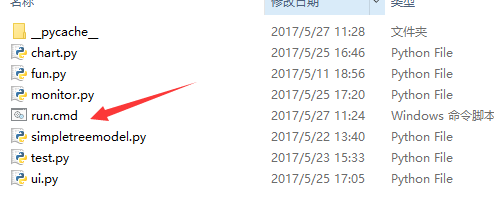 名称 修改日期 类型
__pycache__ 2017/5/27 11:28 文件夹
chart.py 2017/5/25 16:46 Python File
fun.py 2017/5/11 18:56 Python File
monitor.py 2017/5/25 17:20 Python File
run.cmd 2017/5/27 11:24 Windows 命令脚本
simpletreemodel.py 2017/5/22 13:40 Python File
test.py 2017/5/23 15:33 Python File
ui.py 2017/5/25 17:05 Python File